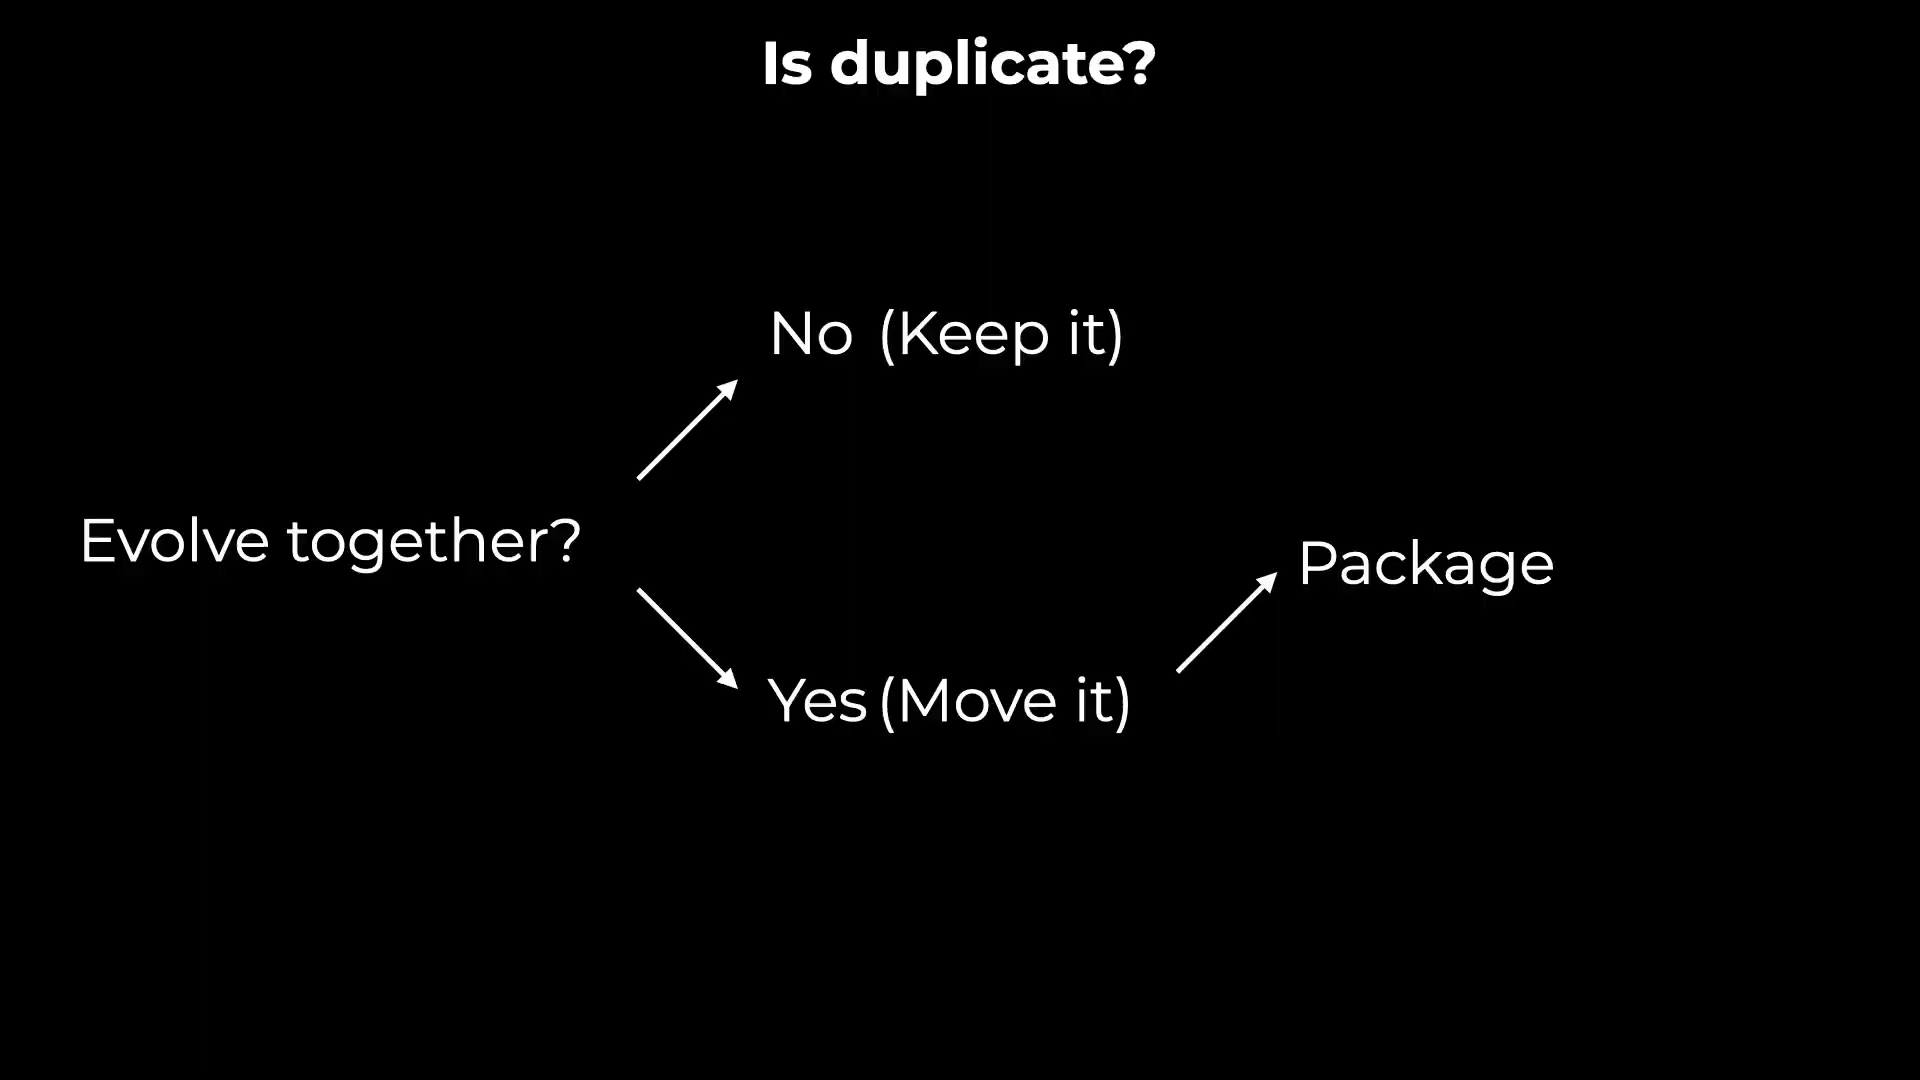 Is duplicate?
No (Keep it)
Evolve together?
Package
Yes (Move it)